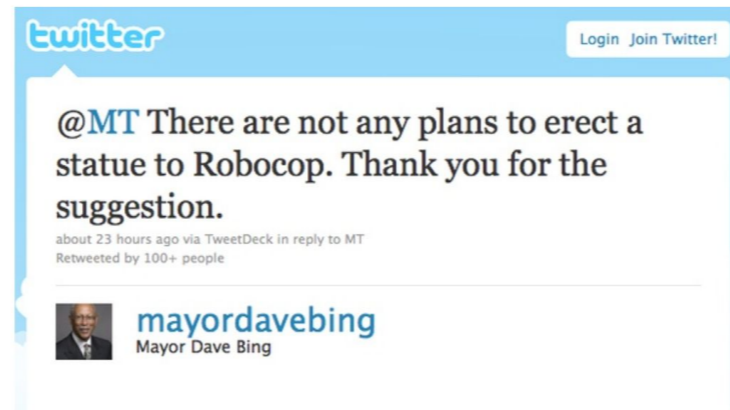 twitter
Login Join Twitter!
@MT There are not any plans to erect a
statue to Robocop. Thank you for the
suggestion.
about 23 hours ago via TweetDeck in reply to MT
Retweeted by 100+ people
mayordavebing
Mayor Dave Bing